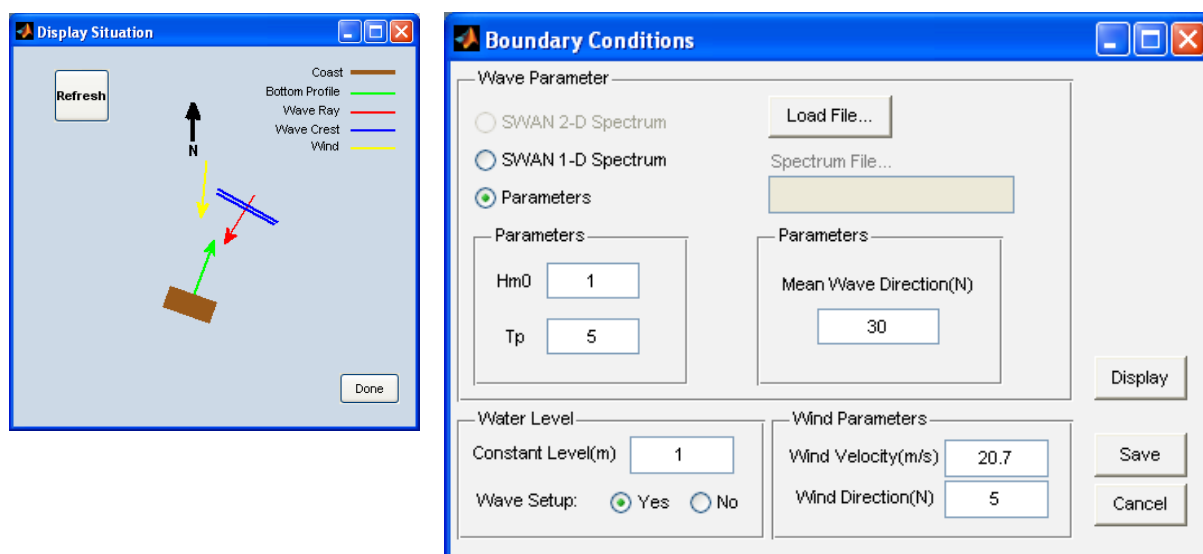 Display Situation
Refresh
Coast
Bottom Profile
Wave Ray
Wave Crest
Wind
N
Done
Boundary Conditions
Wave Parameter
SWAN 2-D Spectrum
Load File...
SWAN 1-D Spectrum
Spectrum File...
Parameters
Parameters
Hm0 1
Tp 5
Parameters
Mean Wave Direction(N)
30
Display
Water Level
Constant Level(m) 1
Wave Setup: Yes No
Wind Parameters
Wind Velocity(m/s) 20.7
Wind Direction(N) 5
Save
Cancel